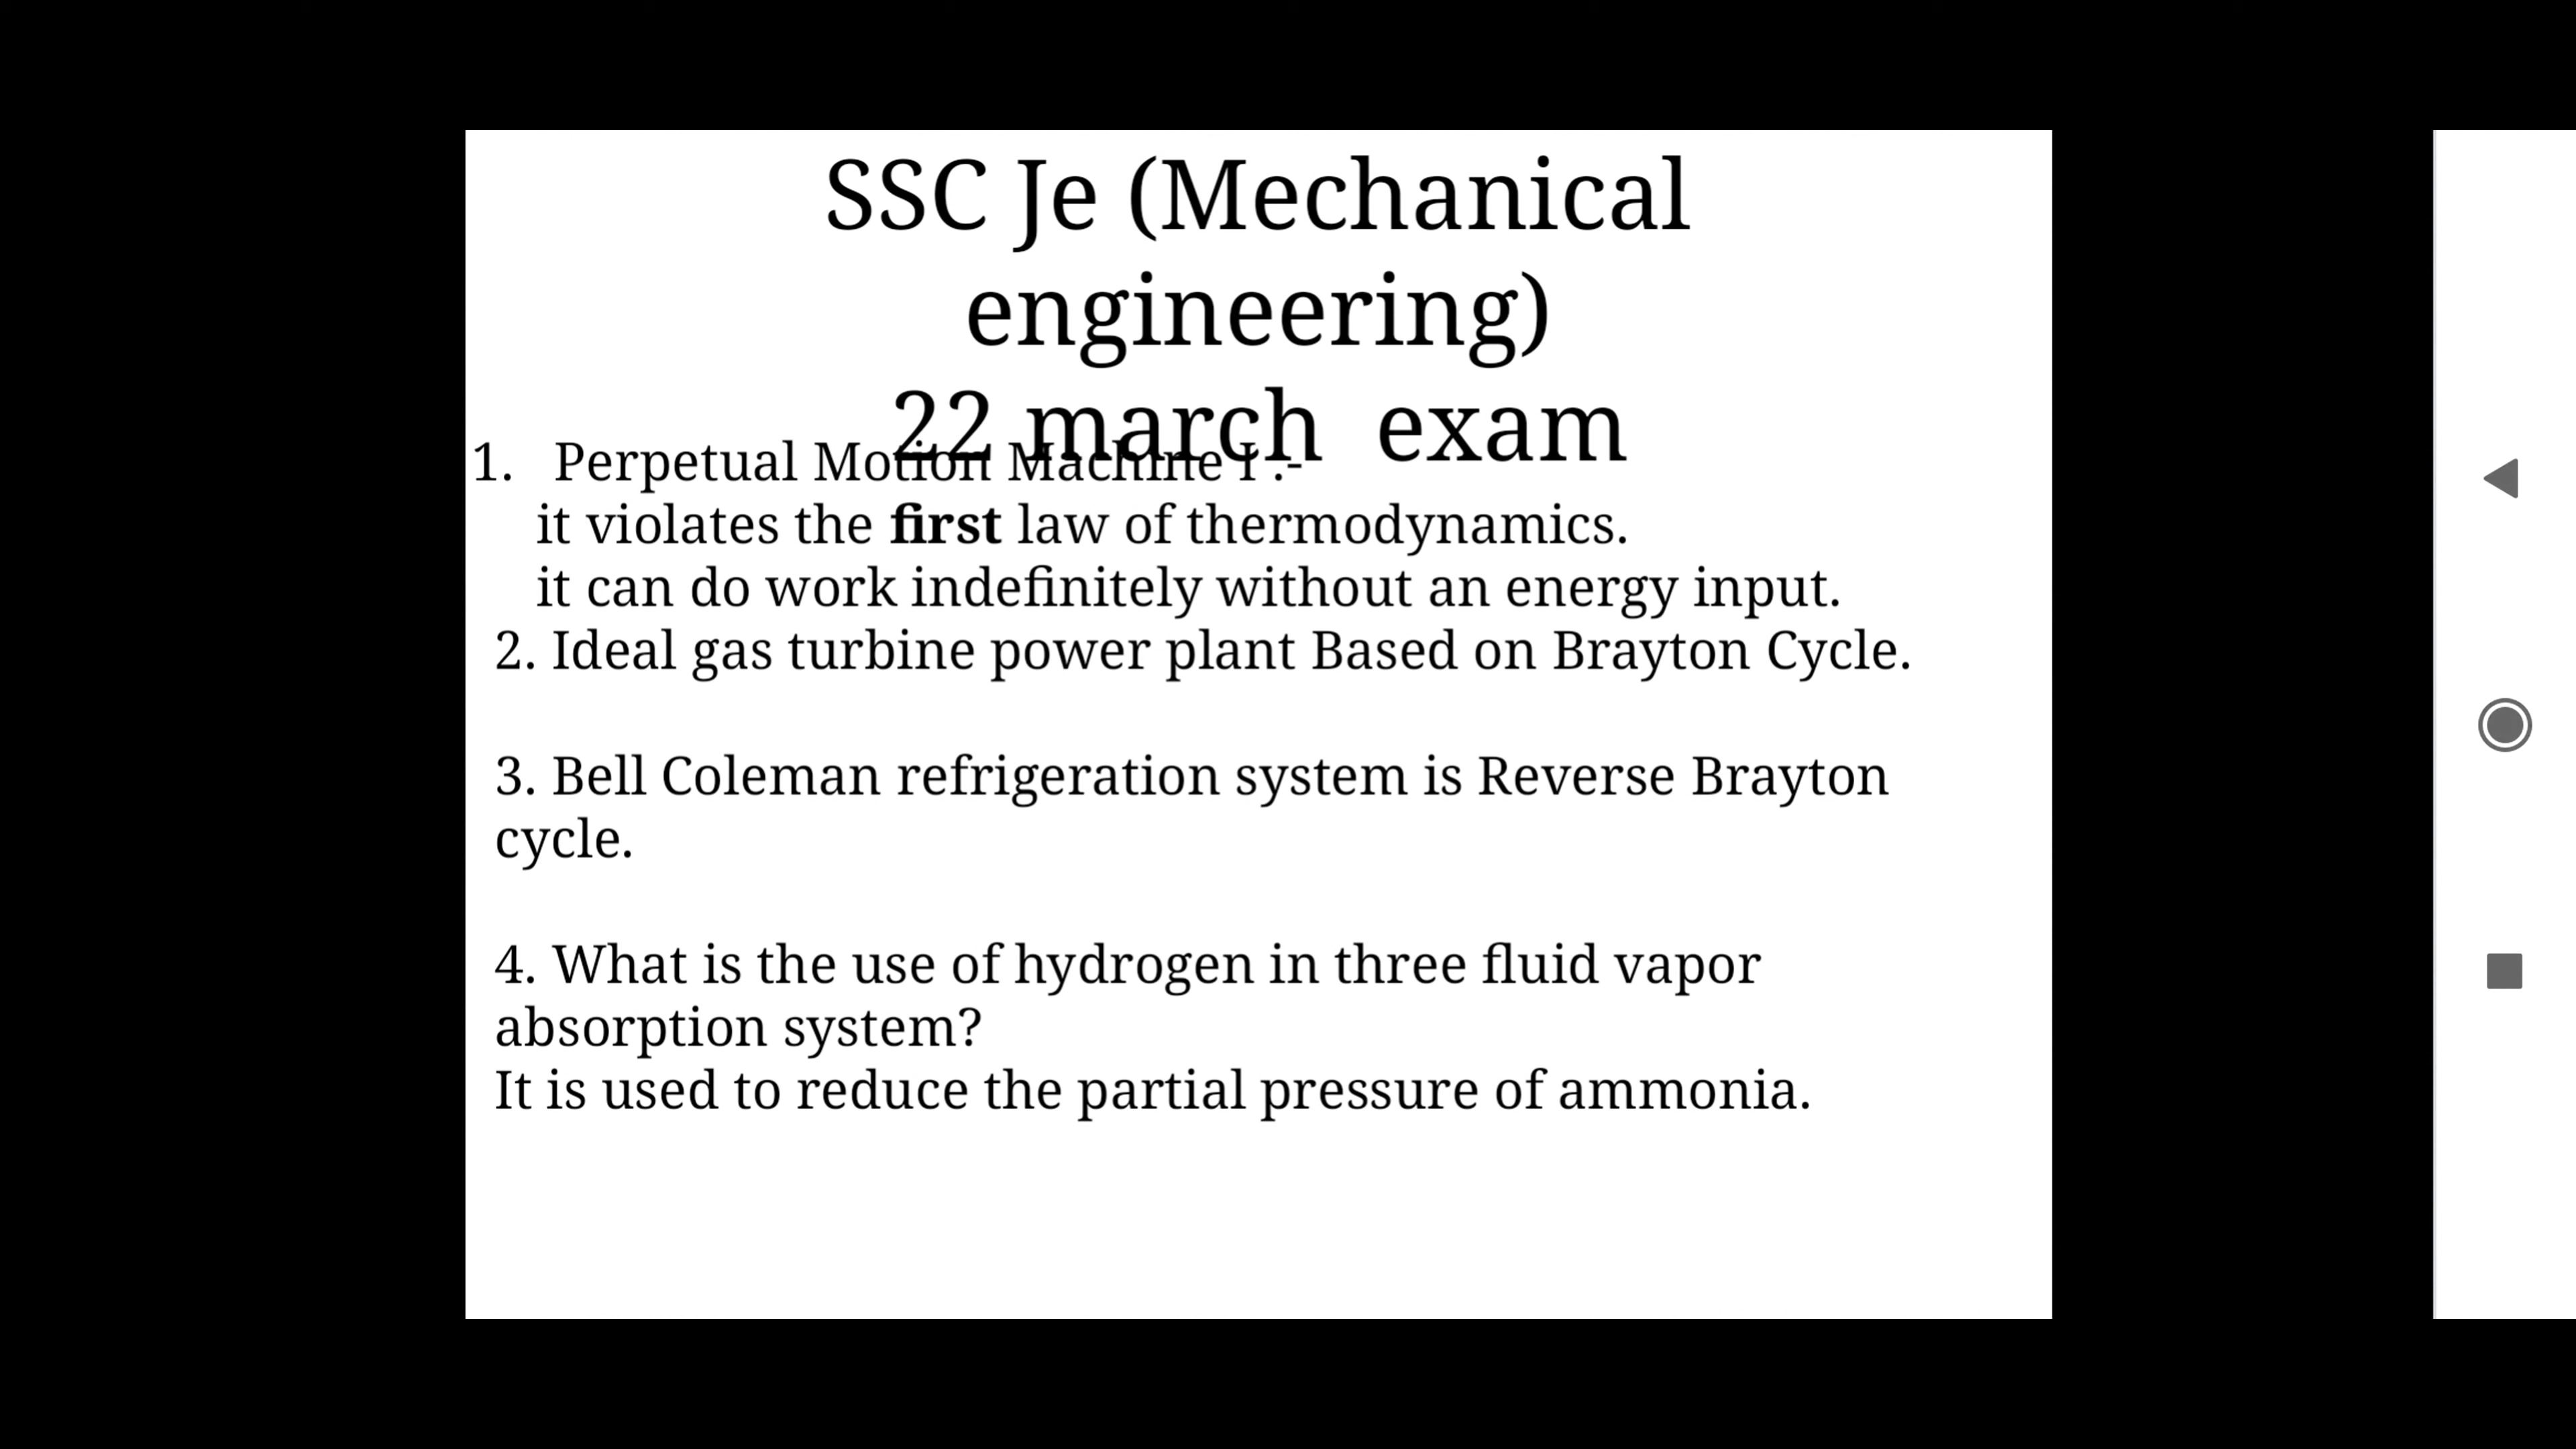 SSC Je (Mechanical
engineering)
22 march exam
1. Perpetual Motion Machine I :-
it violates the first law of thermodynamics.
it can do work indefinitely without an energy input.
2. Ideal gas turbine power plant Based on Brayton Cycle.
3. Bell Coleman refrigeration system is Reverse Brayton
cycle.
4. What is the use of hydrogen in three fluid vapor
absorption system?
It is used to reduce the partial pressure of ammonia.